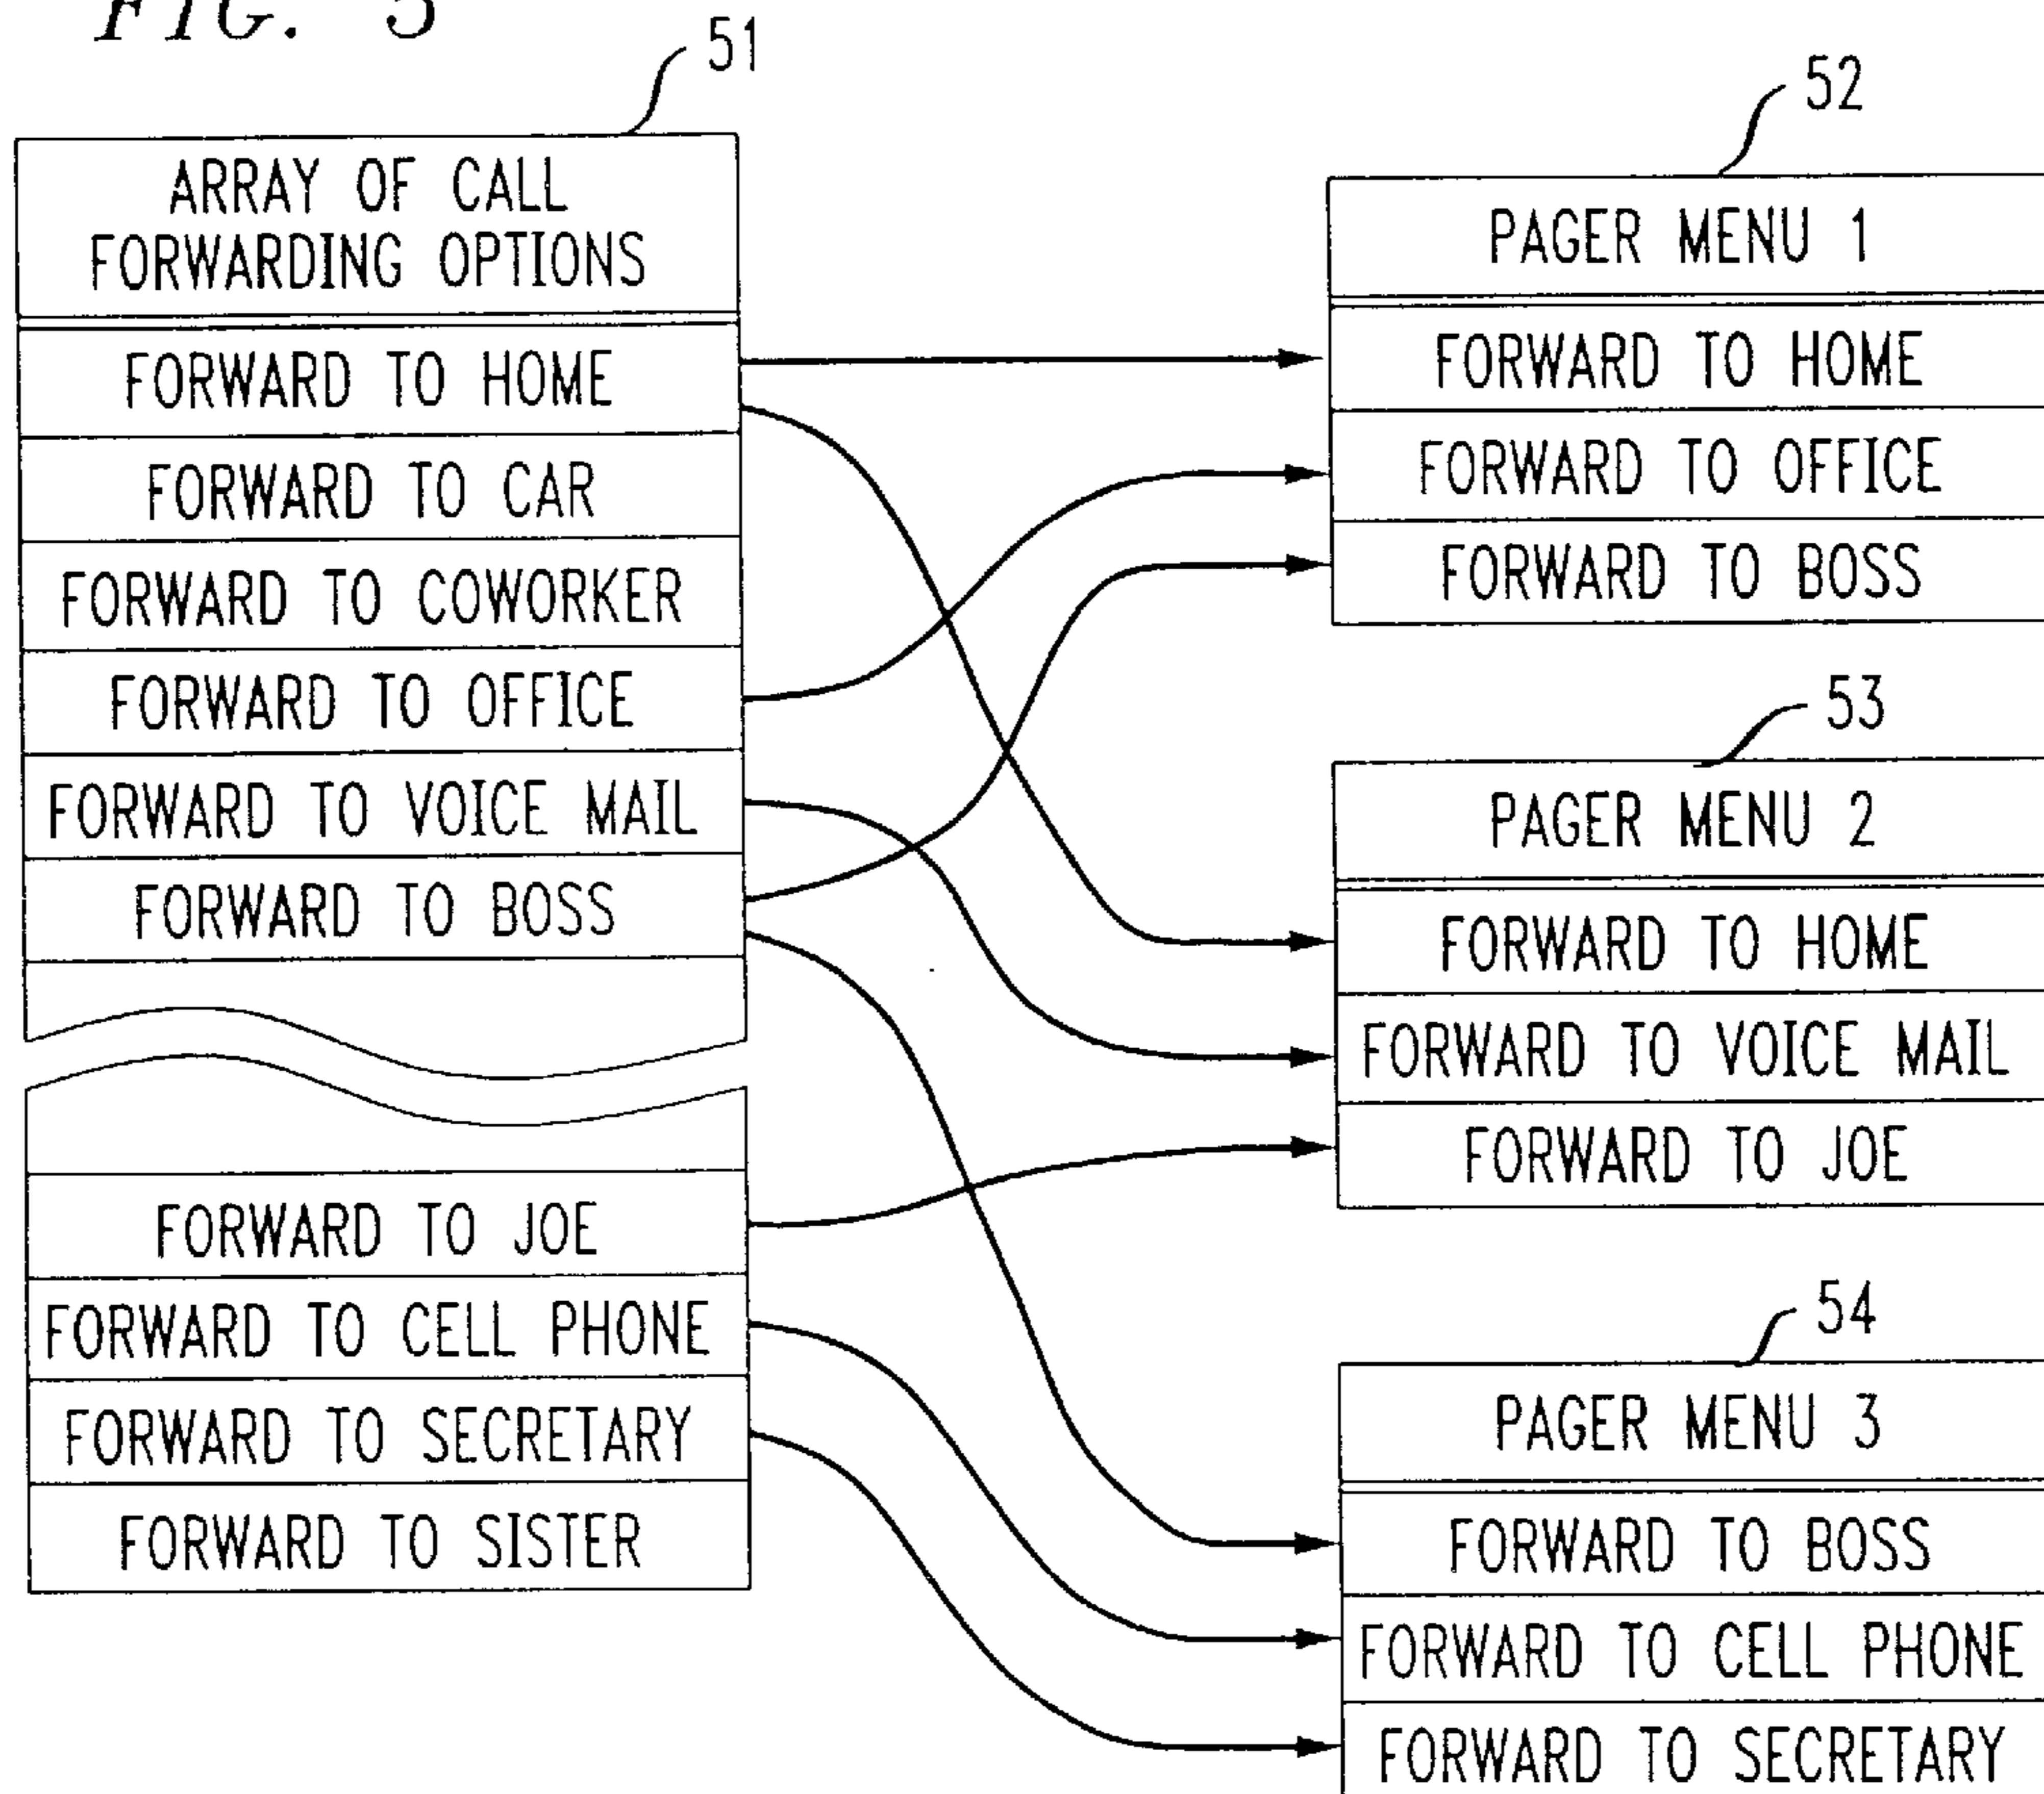 FIG. 5
51
ARRAY OF CALL
FORWARDING OPTIONS
FORWARD TO HOME
FORWARD TO CAR
FORWARD TO COWORKER
FORWARD TO OFFICE
FORWARD TO VOICE MAIL
FORWARD TO BOSS
FORWARD TO JOE
FORWARD TO CELL PHONE
FORWARD TO SECRETARY
FORWARD TO SISTER
52
PAGER MENU 1
FORWARD TO HOME
FORWARD TO OFFICE
FORWARD TO BOSS
53
PAGER MENU 2
FORWARD TO HOME
FORWARD TO VOICE MAIL
FORWARD TO JOE
54
PAGER MENU 3
FORWARD TO BOSS
FORWARD TO CELL PHONE
FORWARD TO SECRETARY